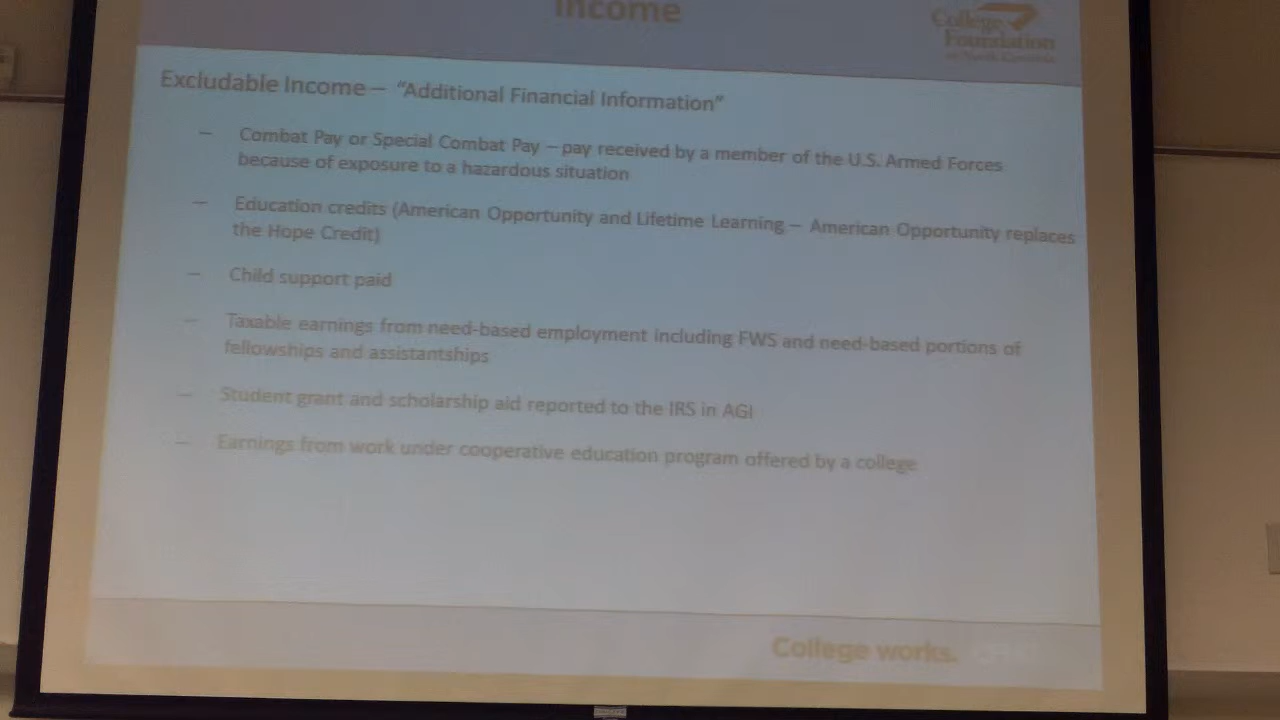 Income
College
Foundation
Excludable Income – "Additional Financial Information"
– Combat Pay or Special Combat Pay – pay received by a member of the U.S. Armed Forces
because of exposure to a hazardous situation
– Education credits (American Opportunity and Lifetime Learning – American Opportunity replaces
the Hope Credit)
– Child support paid
– Taxable earnings from need-based employment including FWS and need-based portions of
fellowships and assistantships
– Student grant and scholarship aid reported to the IRS in AGI
– Earnings from work under cooperative education program offered by a college
College works.